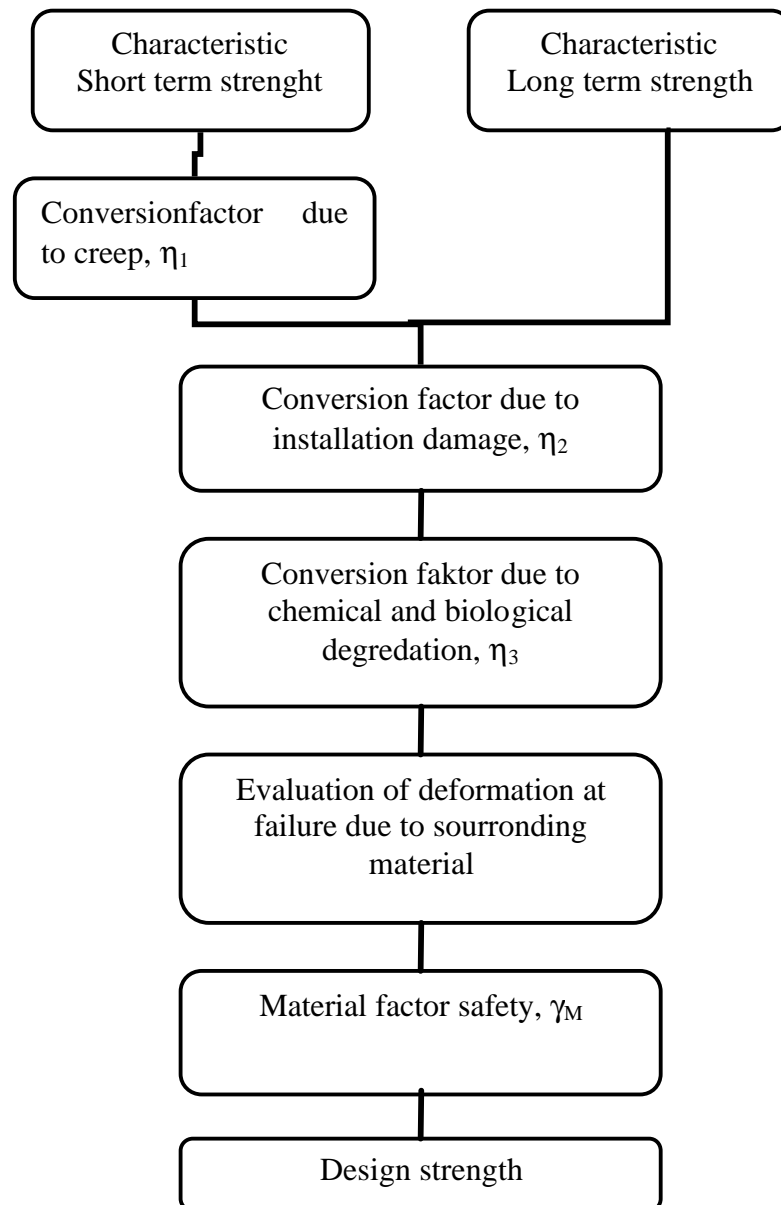 Characteristic
Short term strenght
Characteristic
Long term strength
Conversionfactor due
to creep, η1
Conversion factor due to
installation damage, η2
Conversion faktor due to
chemical and biological
degredation, η3
Evaluation of deformation at
failure due to sourronding
material
Material factor safety, γM
Design strength